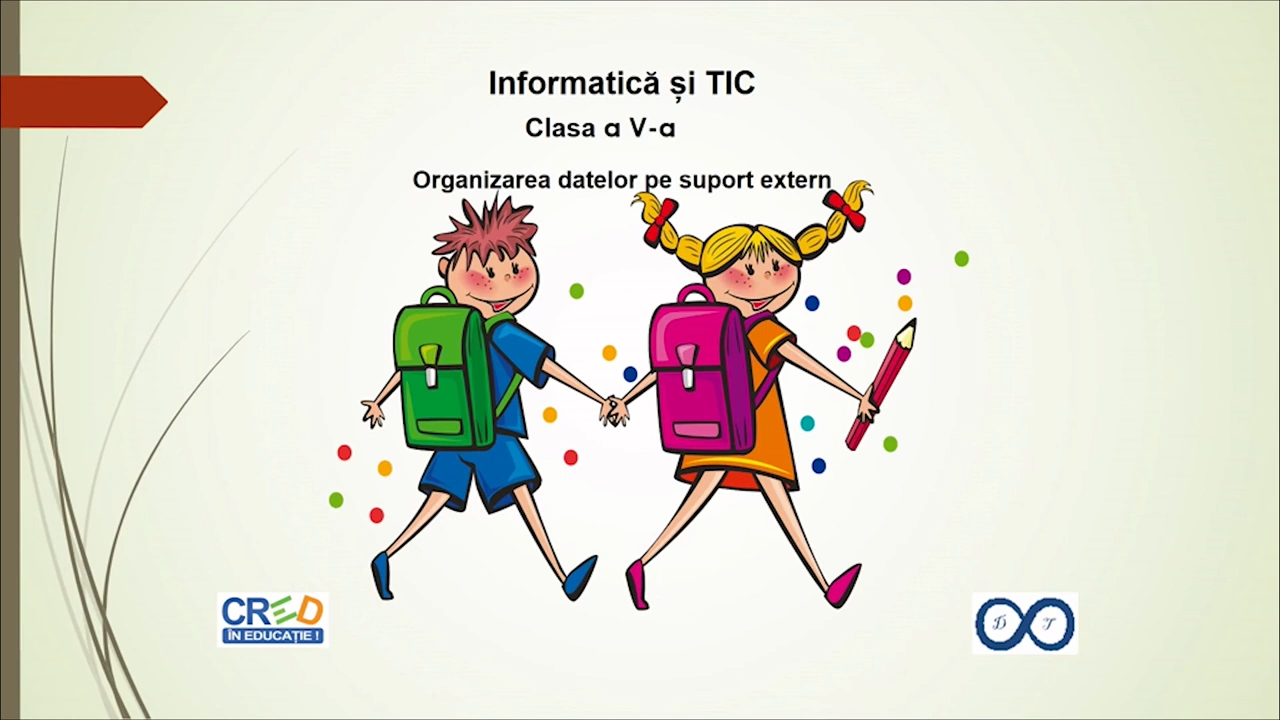 Informatică și TIC
Clasa a V-a
Organizarea datelor pe suport extern
CRED
ÎN EDUCAȚIE !
D T